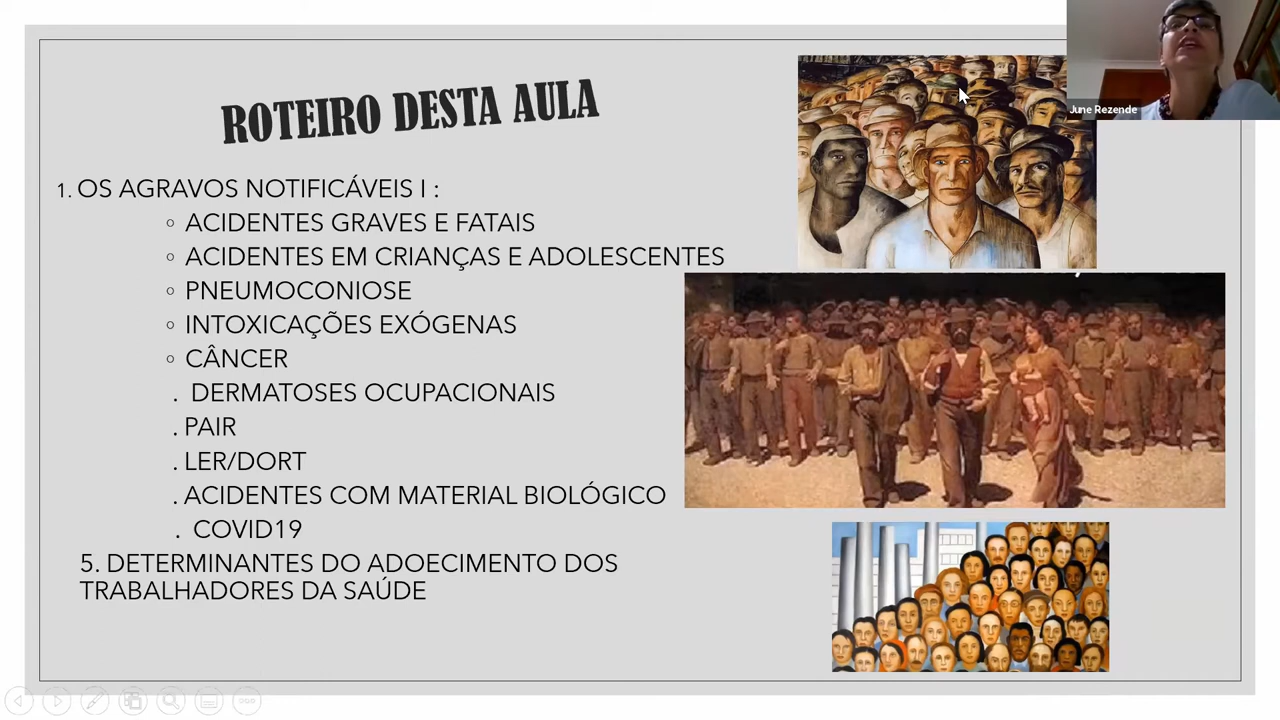 ROTEIRO DESTA AULA
1. OS AGRAVOS NOTIFICÁVEIS I :
◦ ACIDENTES GRAVES E FATAIS
◦ ACIDENTES EM CRIANÇAS E ADOLESCENTES
◦ PNEUMOCONIOSE
◦ INTOXICAÇÕES EXÓGENAS
◦ CÂNCER
. DERMATOSES OCUPACIONAIS
. PAIR
. LER/DORT
. ACIDENTES COM MATERIAL BIOLÓGICO
. COVID19
5. DETERMINANTES DO ADOECIMENTO DOS
TRABALHADORES DA SAÚDE
June Rezende